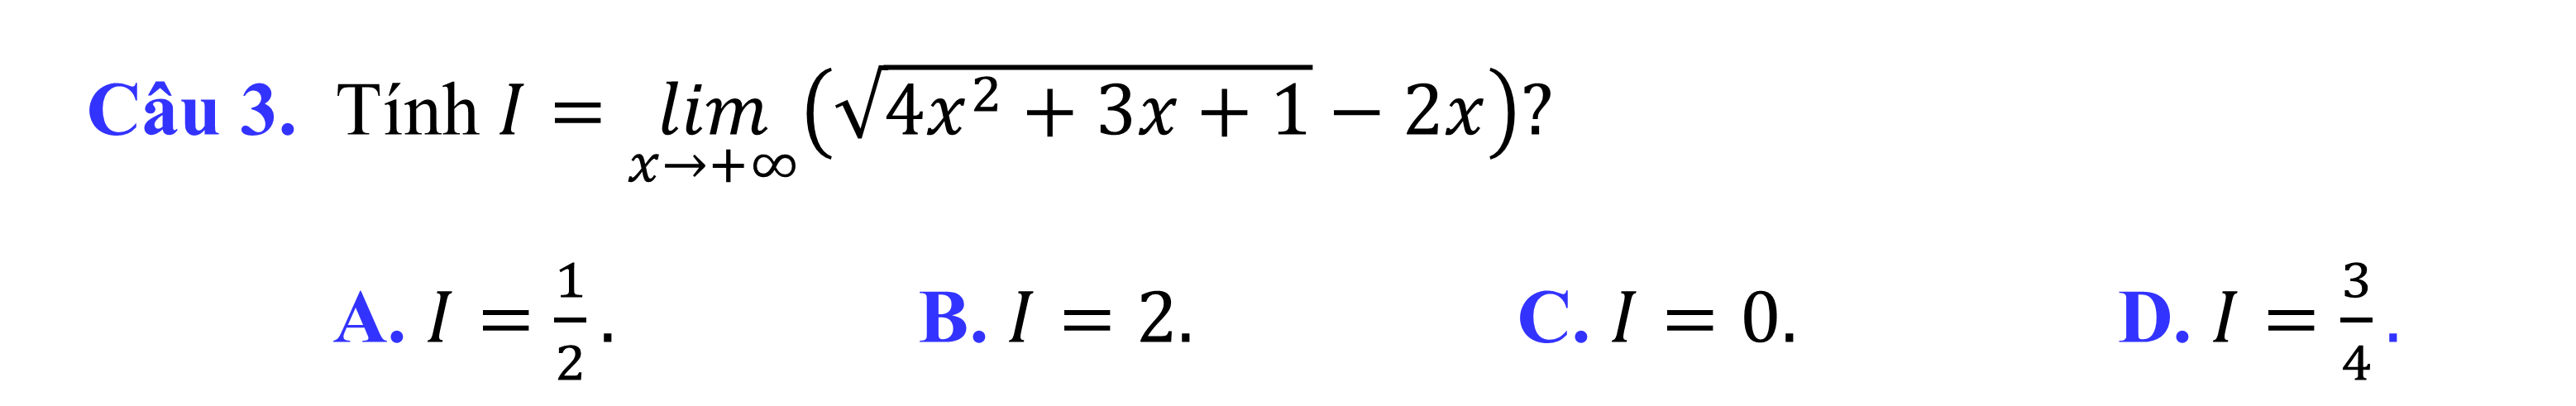 Câu 3. Tính I = lim_{x→+∞} (√(4x² + 3x + 1) − 2x)?
A. I = 1/2. B. I = 2. C. I = 0. D. I = 3/4.